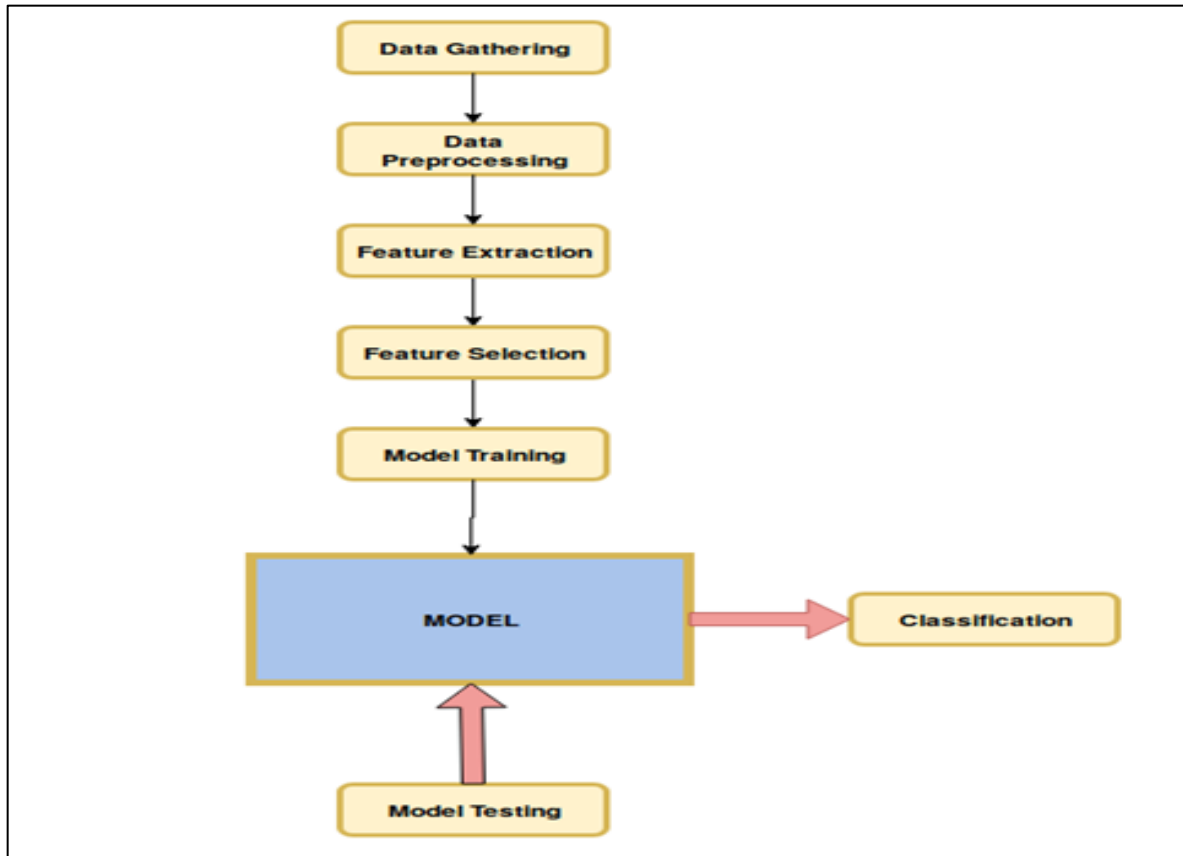 Data Gathering
Data
Preprocessing
Feature Extraction
Feature Selection
Model Training
MODEL
Classification
Model Testing